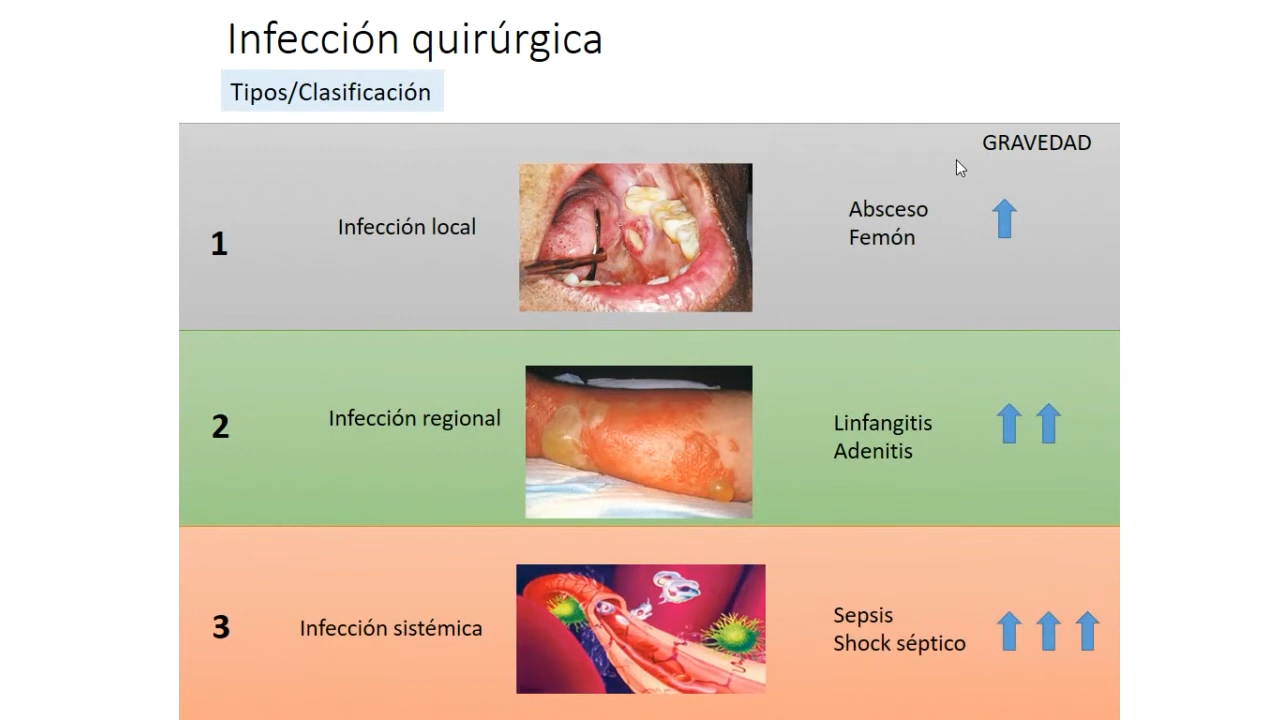 Infección quirúrgica
Tipos/Clasificación
GRAVEDAD
1
Infección local
Absceso
Femón
2
Infección regional
Linfangitis
Adenitis
3
Infección sistémica
Sepsis
Shock séptico